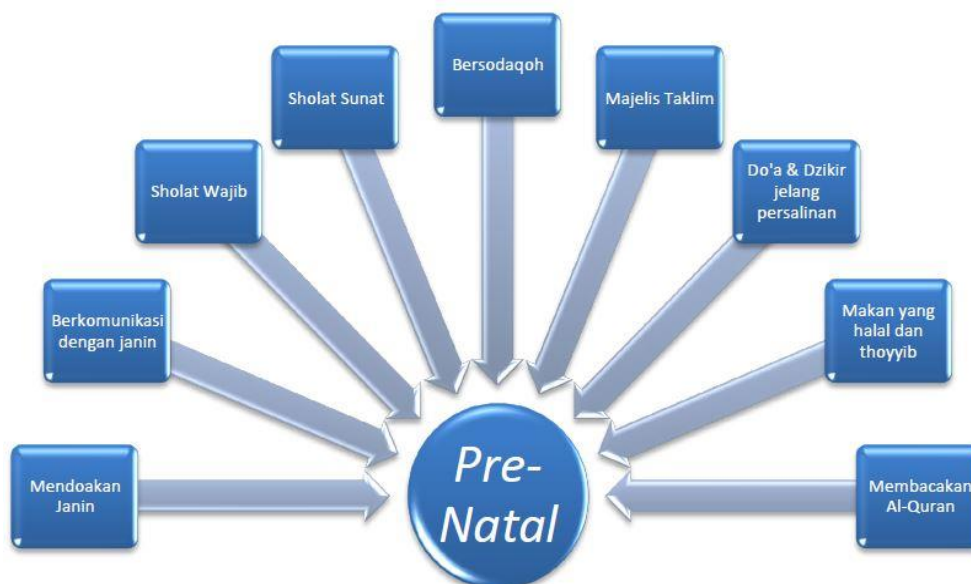 Mendoakan
Janin
Berkomunikasi
dengan janin
Sholat Wajib
Sholat Sunat
Bersodaqoh
Majelis Taklim
Do'a & Dzikir
jelang
persalinan
Makan yang
halal dan
thoyyib
Membacakan
Al-Quran
Pre-
Natal